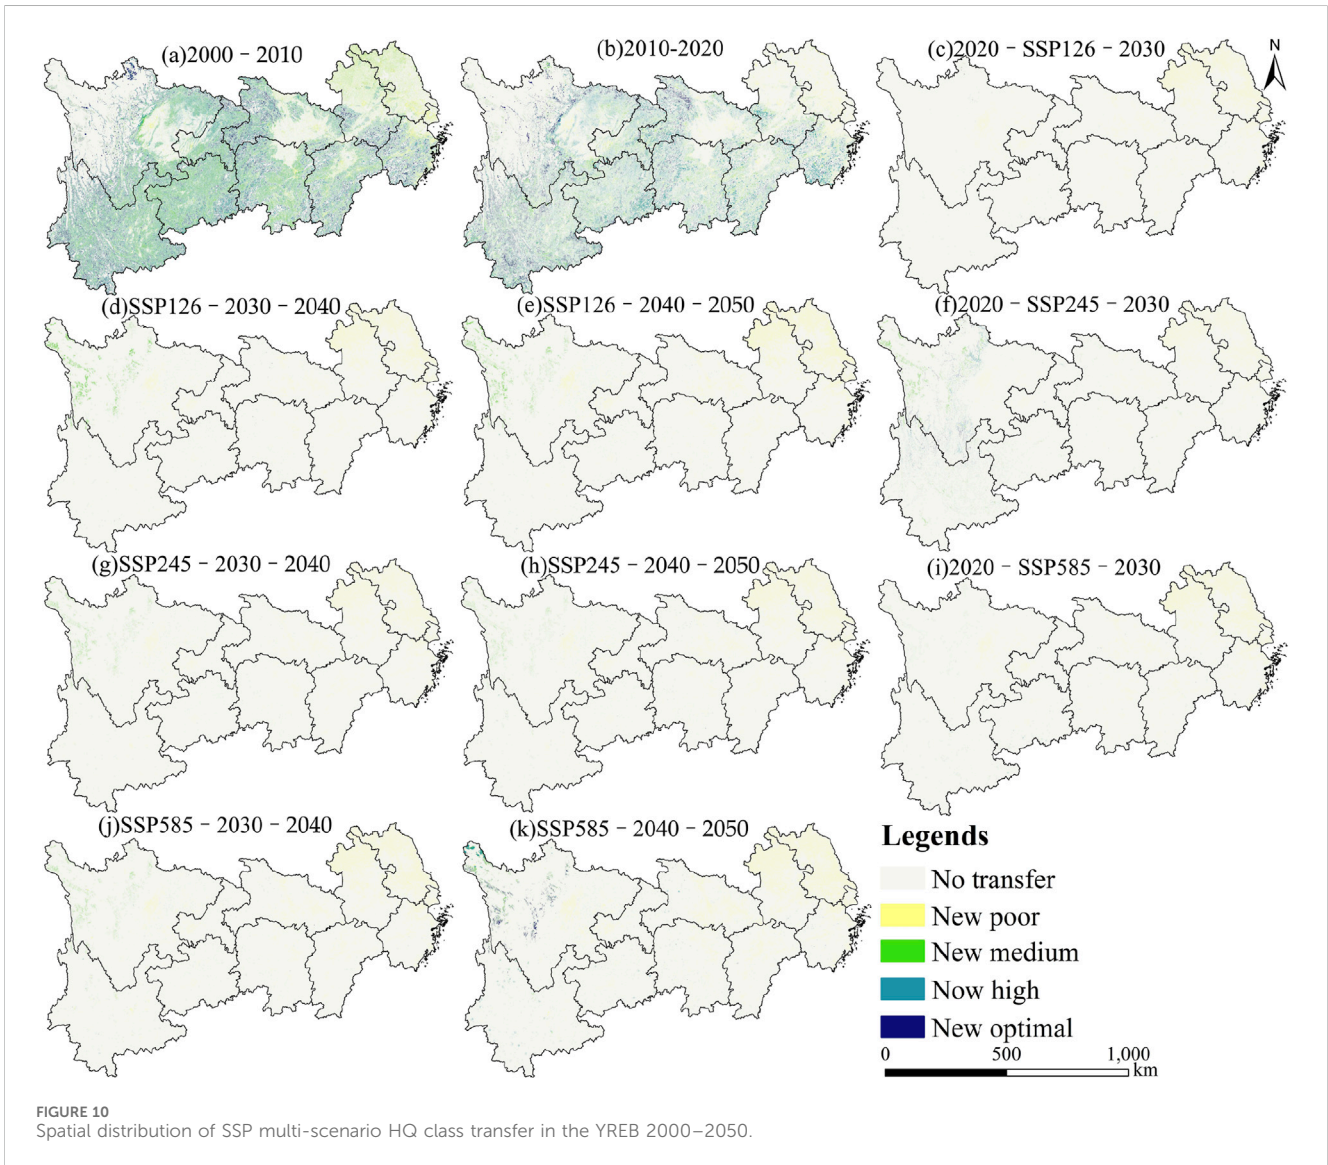 (a)2000 – 2010
(b)2010-2020
(c)2020 – SSP126 – 2030
N
(d)SSP126 – 2030 – 2040
(e)SSP126 – 2040 – 2050
(f)2020 – SSP245 – 2030
(g)SSP245 – 2030 – 2040
(h)SSP245 – 2040 – 2050
(i)2020 – SSP585 – 2030
(j)SSP585 – 2030 – 2040
(k)SSP585 – 2040 – 2050
Legends
No transfer
New poor
New medium
Now high
New optimal
0 500 1,000
km
FIGURE 10
Spatial distribution of SSP multi-scenario HQ class transfer in the YREB 2000–2050.